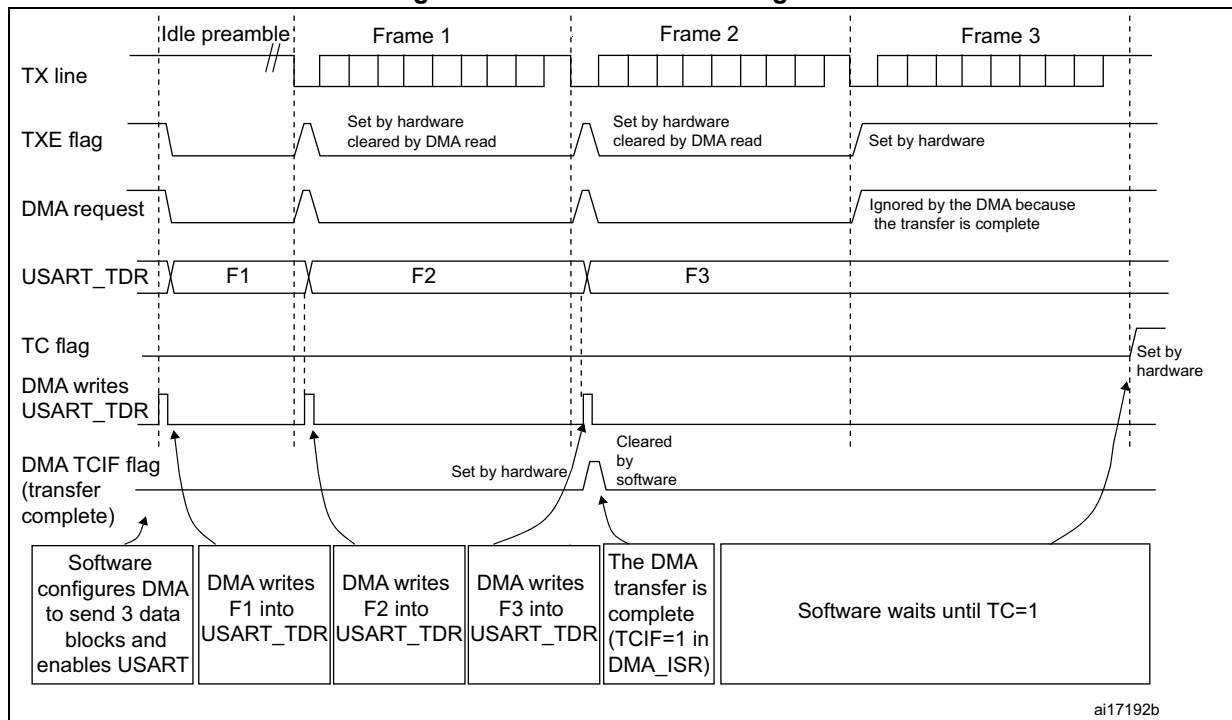 Idle preamble
Frame 1
Frame 2
Frame 3
TX line
TXE flag
Set by hardware
cleared by DMA read
Set by hardware
cleared by DMA read
Set by hardware
DMA request
Ignored by the DMA because
the transfer is complete
USART_TDR
F1
F2
F3
TC flag
Set by
hardware
DMA writes
USART_TDR
DMA TCIF flag
(transfer
complete)
Set by hardware
Cleared
by
software
Software
configures DMA
to send 3 data
blocks and
enables USART
DMA writes
F1 into
USART_TDR
DMA writes
F2 into
USART_TDR
DMA writes
F3 into
USART_TDR
The DMA
transfer is
complete
(TCIF=1 in
DMA_ISR)
Software waits until TC=1
ai17192b